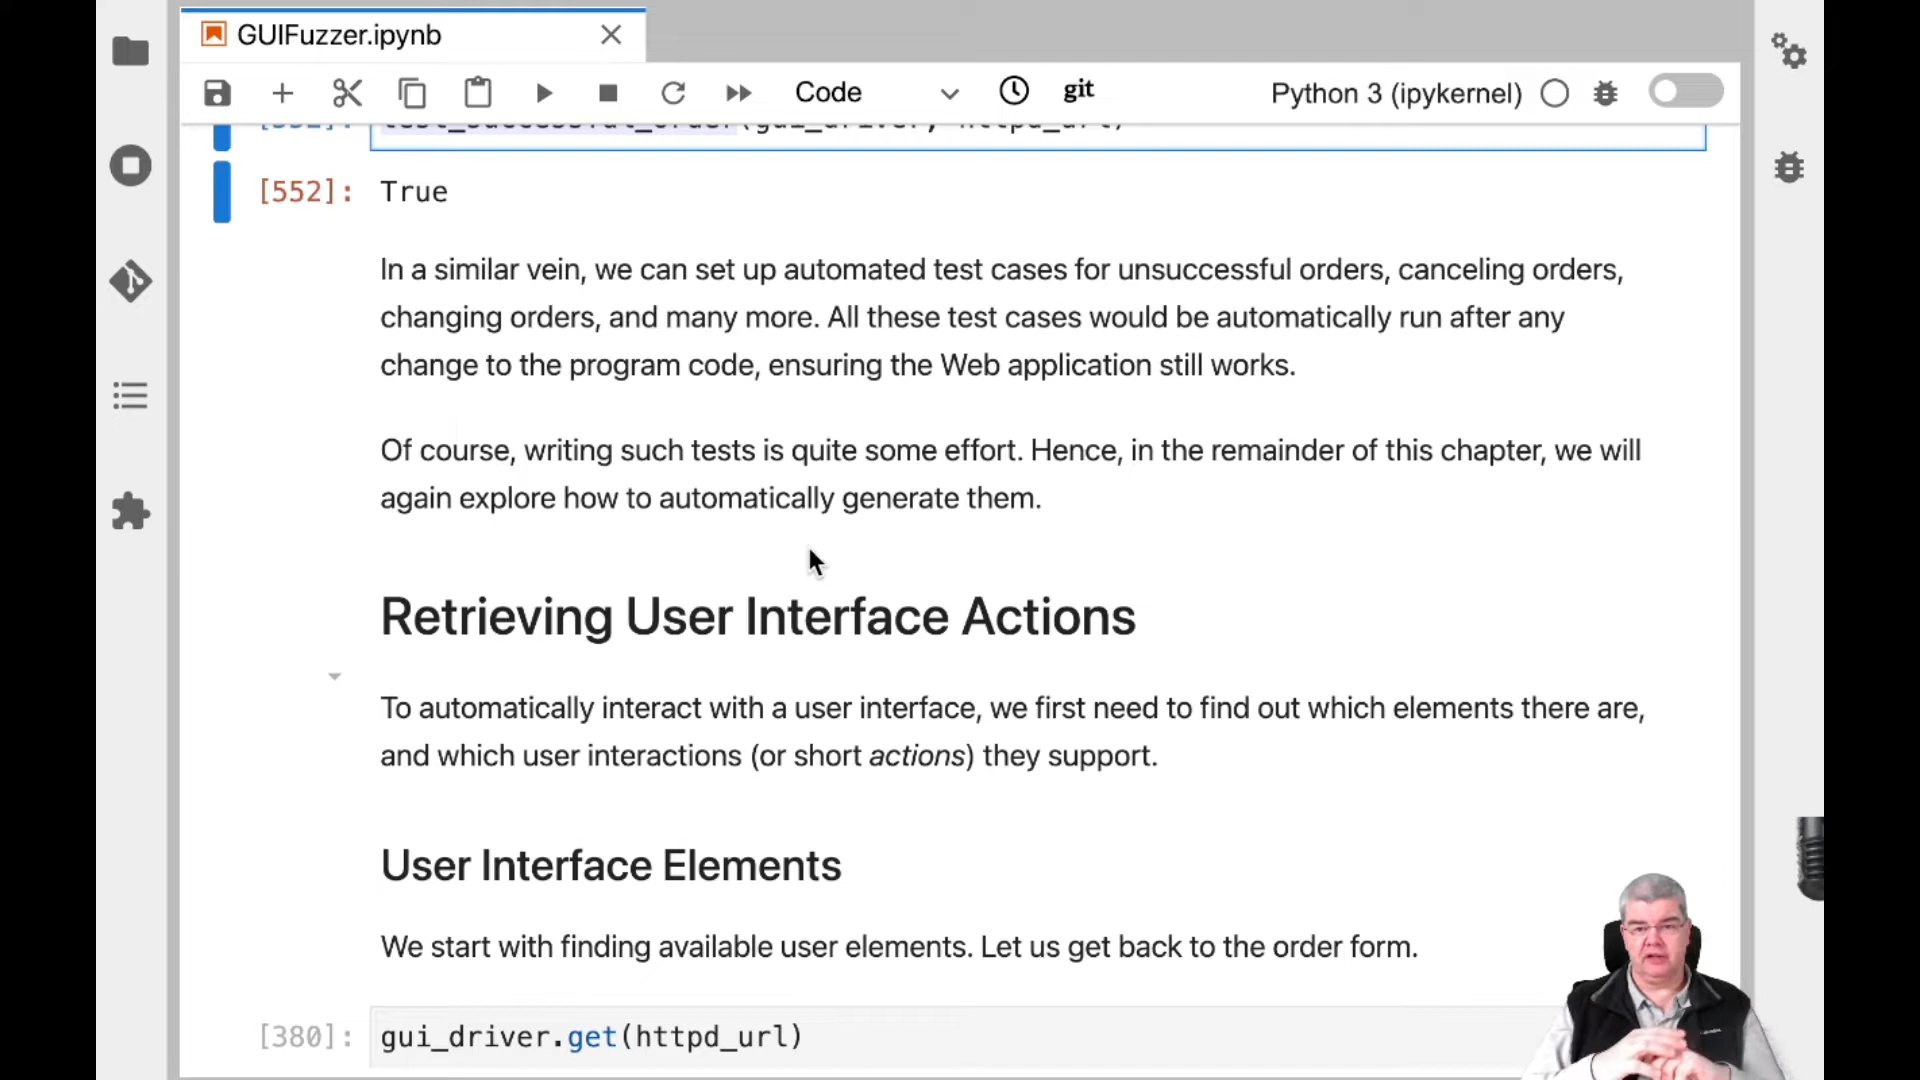 GUIFuzzer.ipynb
Code
git
Python 3 (ipykernel)
test_successful_order(gui_driver, httpd_url)
[552]: True
In a similar vein, we can set up automated test cases for unsuccessful orders, canceling orders,
changing orders, and many more. All these test cases would be automatically run after any
change to the program code, ensuring the Web application still works.
Of course, writing such tests is quite some effort. Hence, in the remainder of this chapter, we will
again explore how to automatically generate them.
Retrieving User Interface Actions
To automatically interact with a user interface, we first need to find out which elements there are,
and which user interactions (or short actions) they support.
User Interface Elements
We start with finding available user elements. Let us get back to the order form.
[380]: gui_driver.get(httpd_url)